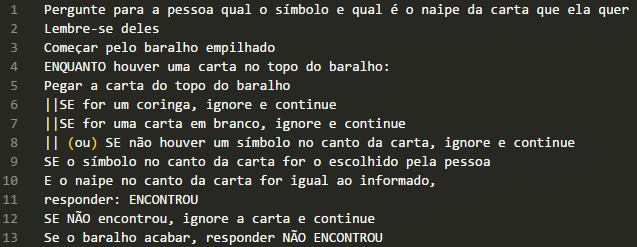 1 Pergunte para a pessoa qual o símbolo e qual é o naipe da carta que ela quer
2 Lembre-se deles
3 Começar pelo baralho empilhado
4 ENQUANTO houver uma carta no topo do baralho:
5 Pegar a carta do topo do baralho
6 ||SE for um coringa, ignore e continue
7 ||SE for uma carta em branco, ignore e continue
8 || (ou) SE não houver um símbolo no canto da carta, ignore e continue
9 SE o símbolo no canto da carta for o escolhido pela pessoa
10 E o naipe no canto da carta for igual ao informado,
11 responder: ENCONTROU
12 SE NÃO encontrou, ignore a carta e continue
13 Se o baralho acabar, responder NÃO ENCONTROU